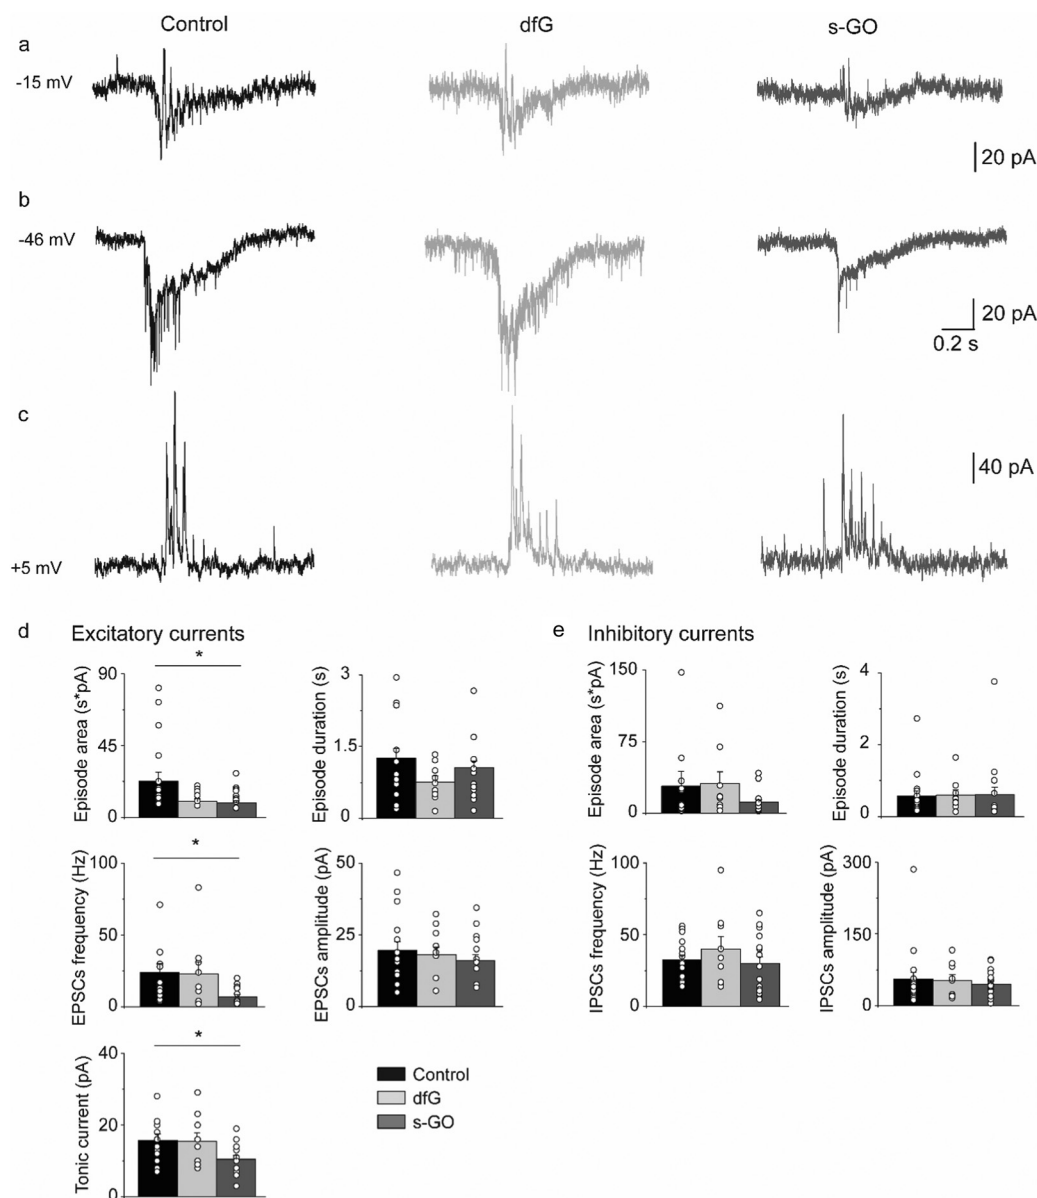 Control dfG s-GO
a
-15 mV
20 pA
b
-46 mV
20 pA
0.2 s
c
40 pA
+5 mV
d Excitatory currents e Inhibitory currents
*
Episode area (s*pA)
90
45
0
Episode duration (s)
3
1.5
0
Episode area (s*pA)
150
75
0
Episode duration (s)
4
2
0
*
EPSCs frequency (Hz)
100
50
0
EPSCs amplitude (pA)
50
25
0
IPSCs frequency (Hz)
100
50
0
IPSCs amplitude (pA)
300
150
0
*
Tonic current (pA)
40
20
0
Control
dfG
s-GO